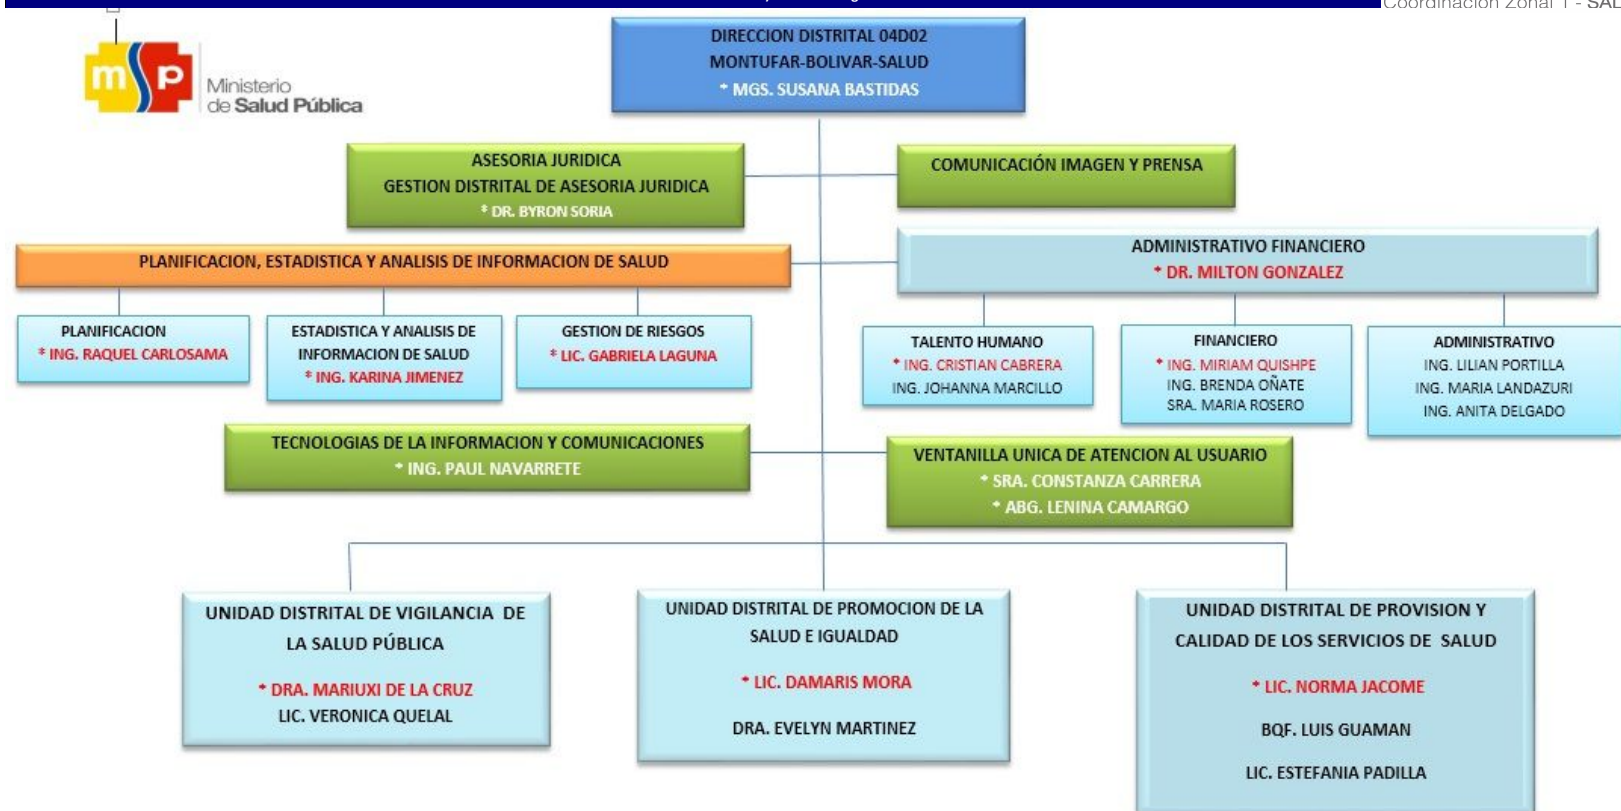 Coordinación Zonal 1 - SAL
msp
Ministerio
de Salud Pública
DIRECCION DISTRITAL 04D02
MONTUFAR-BOLIVAR-SALUD
* MGS. SUSANA BASTIDAS
ASESORIA JURIDICA
GESTION DISTRITAL DE ASESORIA JURIDICA
* DR. BYRON SORIA
COMUNICACIÓN IMAGEN Y PRENSA
PLANIFICACION, ESTADISTICA Y ANALISIS DE INFORMACION DE SALUD
ADMINISTRATIVO FINANCIERO
* DR. MILTON GONZALEZ
PLANIFICACION
* ING. RAQUEL CARLOSAMA
ESTADISTICA Y ANALISIS DE
INFORMACION DE SALUD
* ING. KARINA JIMENEZ
GESTION DE RIESGOS
* LIC. GABRIELA LAGUNA
TALENTO HUMANO
* ING. CRISTIAN CABRERA
ING. JOHANNA MARCILLO
FINANCIERO
* ING. MIRIAM QUISHPE
ING. BRENDA OÑATE
SRA. MARIA ROSERO
ADMINISTRATIVO
ING. LILIAN PORTILLA
ING. MARIA LANDAZURI
ING. ANITA DELGADO
TECNOLOGIAS DE LA INFORMACION Y COMUNICACIONES
* ING. PAUL NAVARRETE
VENTANILLA UNICA DE ATENCION AL USUARIO
* SRA. CONSTANZA CARRERA
* ABG. LENINA CAMARGO
UNIDAD DISTRITAL DE VIGILANCIA DE
LA SALUD PÚBLICA
* DRA. MARIUXI DE LA CRUZ
LIC. VERONICA QUELAL
UNIDAD DISTRITAL DE PROMOCION DE LA
SALUD E IGUALDAD
* LIC. DAMARIS MORA
DRA. EVELYN MARTINEZ
UNIDAD DISTRITAL DE PROVISION Y
CALIDAD DE LOS SERVICIOS DE SALUD
* LIC. NORMA JACOME
BQF. LUIS GUAMAN
LIC. ESTEFANIA PADILLA